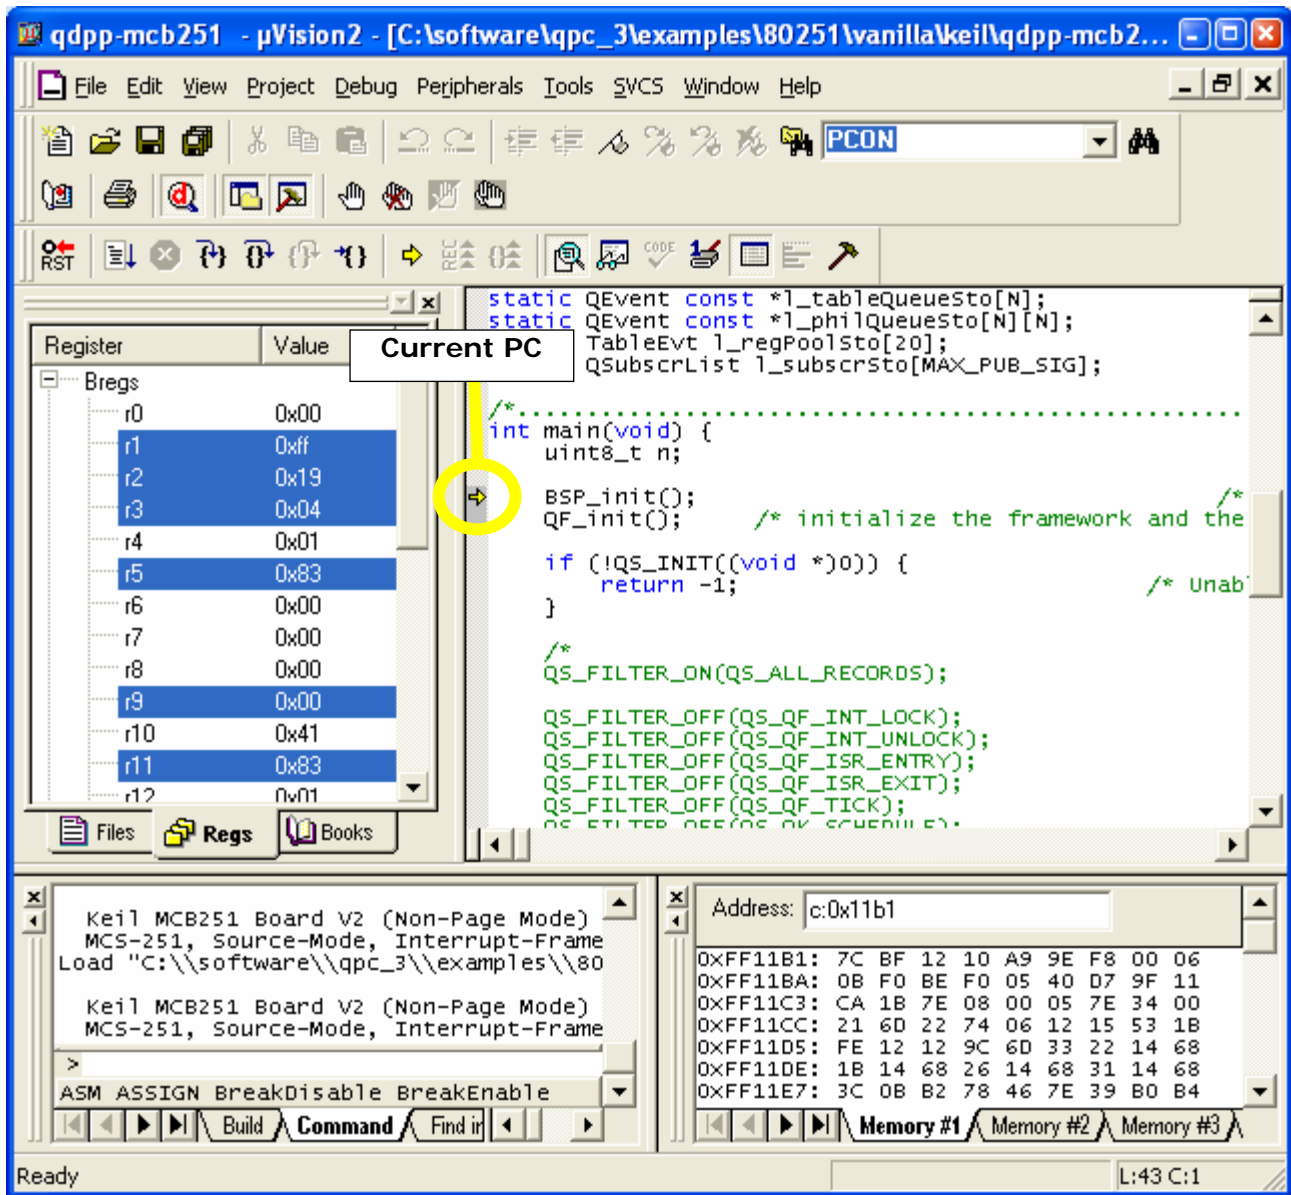 qdpp-mcb251 - µVision2 - [C:\software\qpc_3\examples\80251\vanilla\keil\qdpp-mcb2...
File Edit View Project Debug Peripherals Tools SVCS Window Help
PCON
RST
CODE
Register Value
Current PC
Bregs
r0 0x00
r1 0xff
r2 0x19
r3 0x04
r4 0x01
r5 0x83
r6 0x00
r7 0x00
r8 0x00
r9 0x00
r10 0x41
r11 0x83
r12 0x01
Files Regs Books
static QEvent const *l_tableQueueSto[N];
static QEvent const *l_philQueueSto[N][N];
TableEvt l_regPoolSto[20];
QSubscrList l_subscrSto[MAX_PUB_SIG];
/*......................................................
int main(void) {
uint8_t n;
BSP_init(); /*
QF_init(); /* initialize the framework and the
if (!QS_INIT((void *)0)) {
return -1; /* Unab
}
/*
QS_FILTER_ON(QS_ALL_RECORDS);
QS_FILTER_OFF(QS_QF_INT_LOCK);
QS_FILTER_OFF(QS_QF_INT_UNLOCK);
QS_FILTER_OFF(QS_QF_ISR_ENTRY);
QS_FILTER_OFF(QS_QF_ISR_EXIT);
QS_FILTER_OFF(QS_QF_TICK);
QS_FILTER_OFF(QS_QK_SCHEDULE);
Keil MCB251 Board V2 (Non-Page Mode)
MCS-251, Source-Mode, Interrupt-Frame
Load "C:\\software\\qpc_3\\examples\\80
Keil MCB251 Board V2 (Non-Page Mode)
MCS-251, Source-Mode, Interrupt-Frame
>
ASM ASSIGN BreakDisable BreakEnable
Build Command Find in
Address: c:0x11b1
0xFF11B1: 7C BF 12 10 A9 9E F8 00 06
0xFF11BA: 0B F0 BE F0 05 40 D7 9F 11
0xFF11C3: CA 1B 7E 08 00 05 7E 34 00
0xFF11CC: 21 6D 22 74 06 12 15 53 1B
0xFF11D5: FE 12 12 9C 6D 33 22 14 68
0xFF11DE: 1B 14 68 26 14 68 31 14 68
0xFF11E7: 3C 0B B2 78 46 7E 39 B0 B4
Memory #1 Memory #2 Memory #3
Ready L:43 C:1